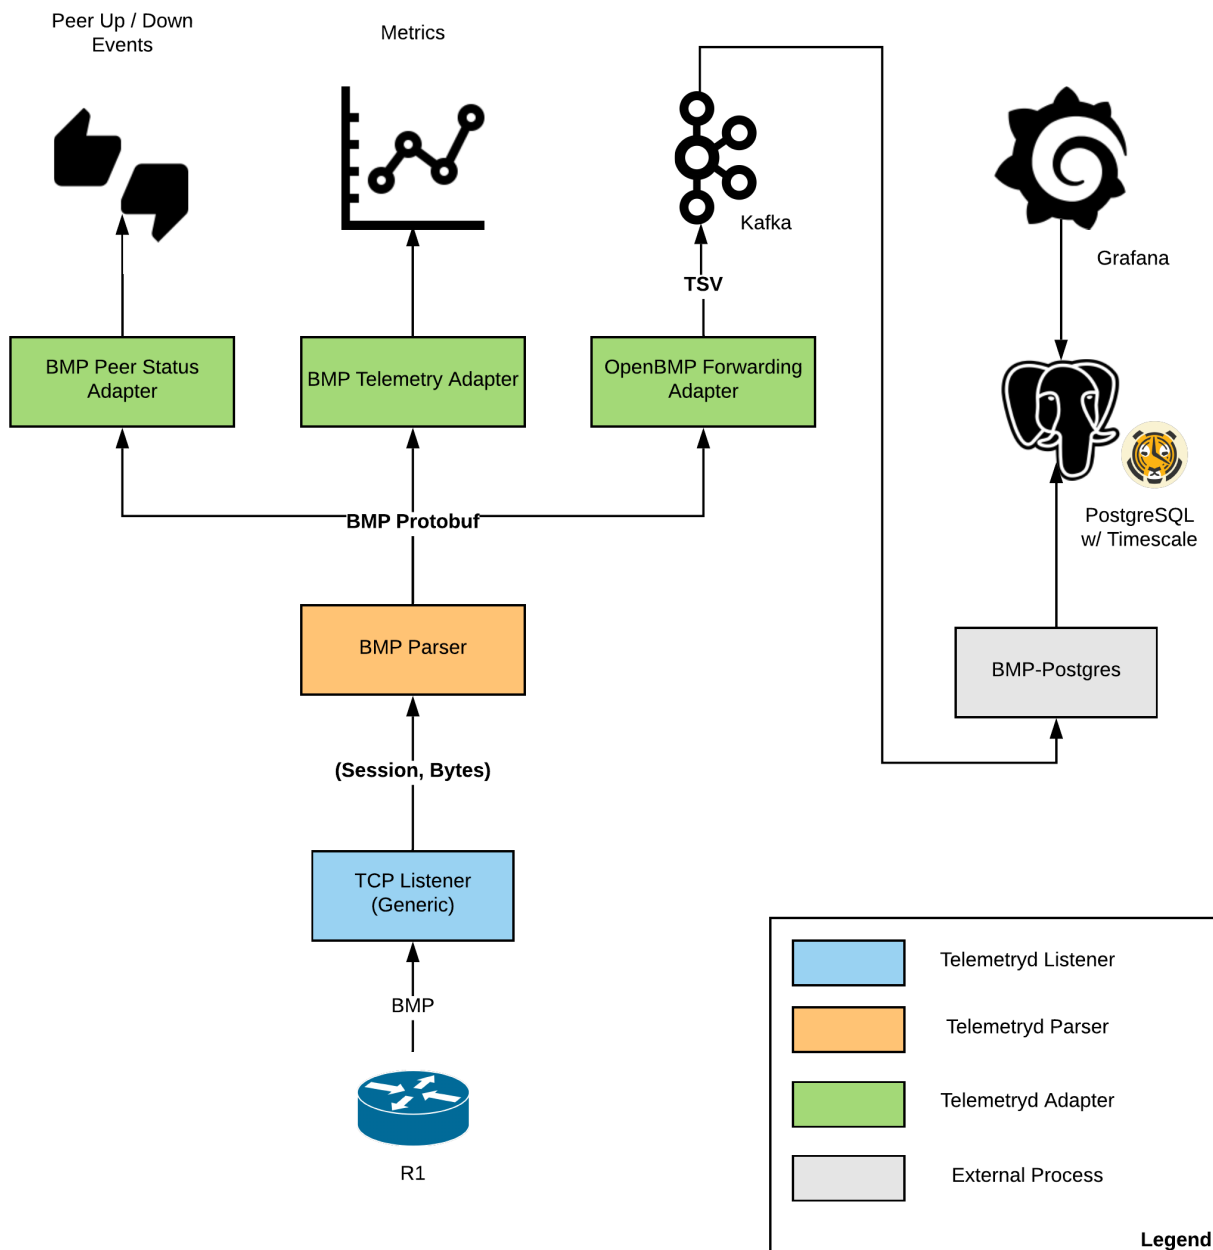 Peer Up / Down
Events
Metrics
Kafka
Grafana
TSV
BMP Peer Status
Adapter
BMP Telemetry Adapter
OpenBMP Forwarding
Adapter
PostgreSQL
w/ Timescale
BMP Protobuf
BMP Parser
BMP-Postgres
(Session, Bytes)
TCP Listener
(Generic)
BMP
R1
Telemetryd Listener
Telemetryd Parser
Telemetryd Adapter
External Process
Legend